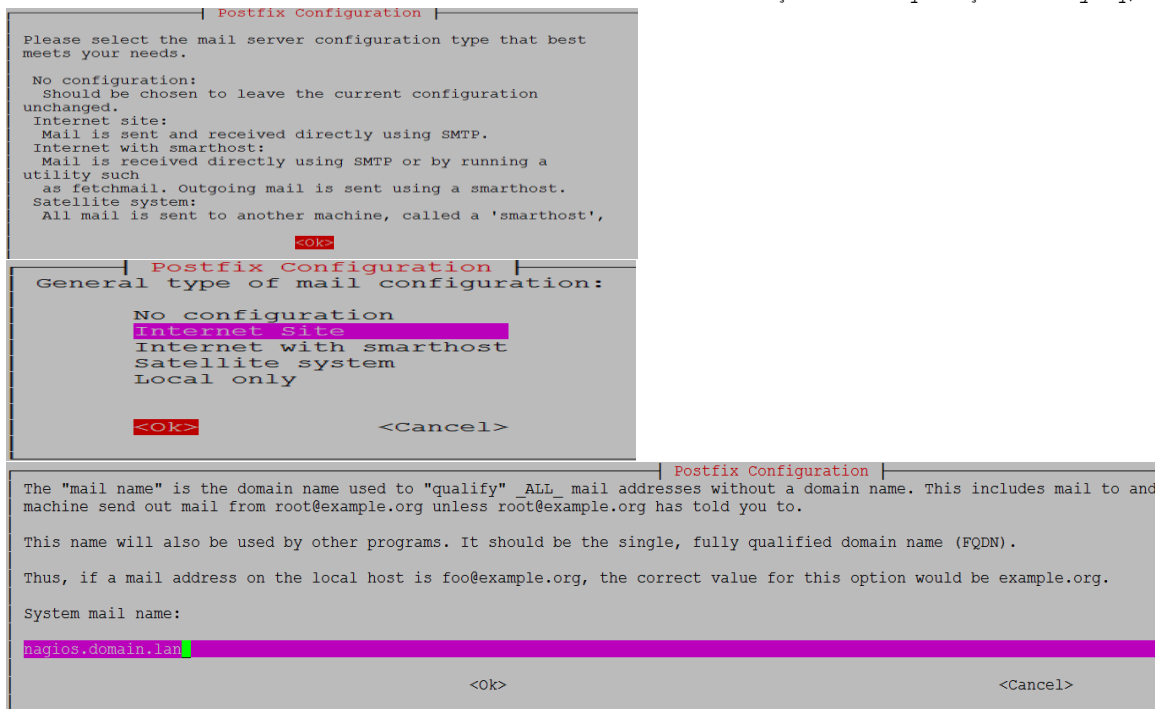 Postfix Configuration
Please select the mail server configuration type that best
meets your needs.
No configuration:
Should be chosen to leave the current configuration
unchanged.
Internet site:
Mail is sent and received directly using SMTP.
Internet with smarthost:
Mail is received directly using SMTP or by running a
utility such
as fetchmail. Outgoing mail is sent using a smarthost.
Satellite system:
All mail is sent to another machine, called a 'smarthost',
<Ok>
Postfix Configuration
General type of mail configuration:
No configuration
Internet Site
Internet with smarthost
Satellite system
Local only
<Ok> <Cancel>
Postfix Configuration
The "mail name" is the domain name used to "qualify" _ALL_ mail addresses without a domain name. This includes mail to and
machine send out mail from root@example.org unless root@example.org has told you to.
This name will also be used by other programs. It should be the single, fully qualified domain name (FQDN).
Thus, if a mail address on the local host is foo@example.org, the correct value for this option would be example.org.
System mail name:
nagios.domain.lan
<Ok> <Cancel>